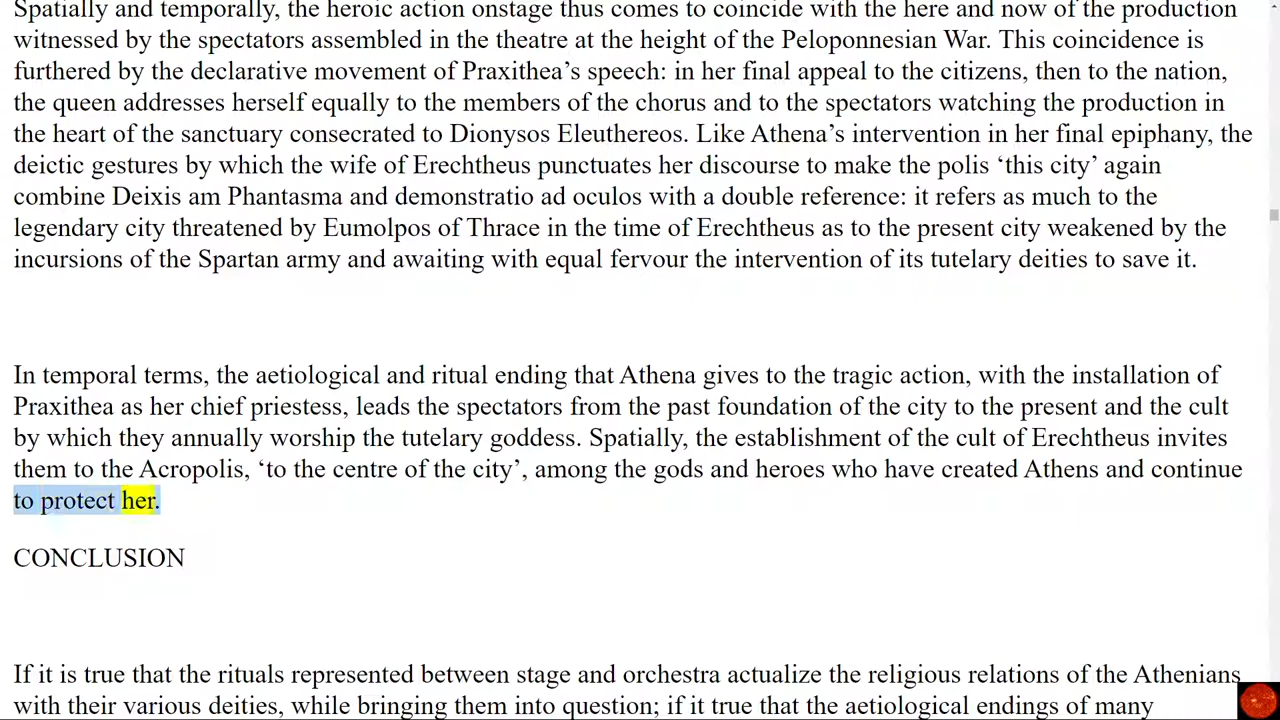 Spatially and temporally, the heroic action onstage thus comes to coincide with the here and now of the production
witnessed by the spectators assembled in the theatre at the height of the Peloponnesian War. This coincidence is
furthered by the declarative movement of Praxithea’s speech: in her final appeal to the citizens, then to the nation,
the queen addresses herself equally to the members of the chorus and to the spectators watching the production in
the heart of the sanctuary consecrated to Dionysos Eleuthereos. Like Athena’s intervention in her final epiphany, the
deictic gestures by which the wife of Erechtheus punctuates her discourse to make the polis ‘this city’ again
combine Deixis am Phantasma and demonstratio ad oculos with a double reference: it refers as much to the
legendary city threatened by Eumolpos of Thrace in the time of Erechtheus as to the present city weakened by the
incursions of the Spartan army and awaiting with equal fervour the intervention of its tutelary deities to save it.
In temporal terms, the aetiological and ritual ending that Athena gives to the tragic action, with the installation of
Praxithea as her chief priestess, leads the spectators from the past foundation of the city to the present and the cult
by which they annually worship the tutelary goddess. Spatially, the establishment of the cult of Erechtheus invites
them to the Acropolis, ‘to the centre of the city’, among the gods and heroes who have created Athens and continue
to protect her.
CONCLUSION
If it is true that the rituals represented between stage and orchestra actualize the religious relations of the Athenians
with their various deities, while bringing them into question; if it true that the aetiological endings of many